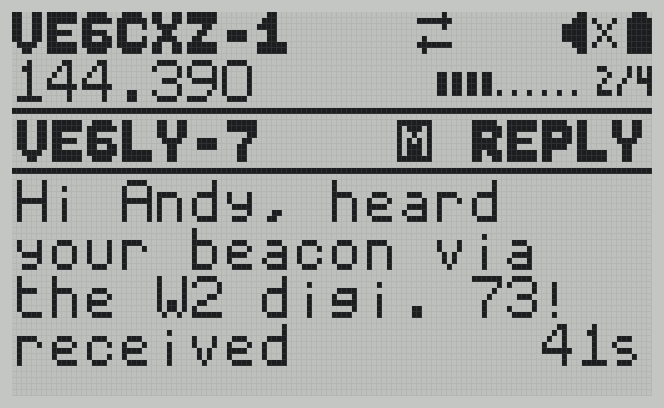 VE6CXZ-1
144.390 2/4
VE6LY-7 M REPLY
Hi Andy, heard
your beacon via
the W2 digi. 73!
received 41s